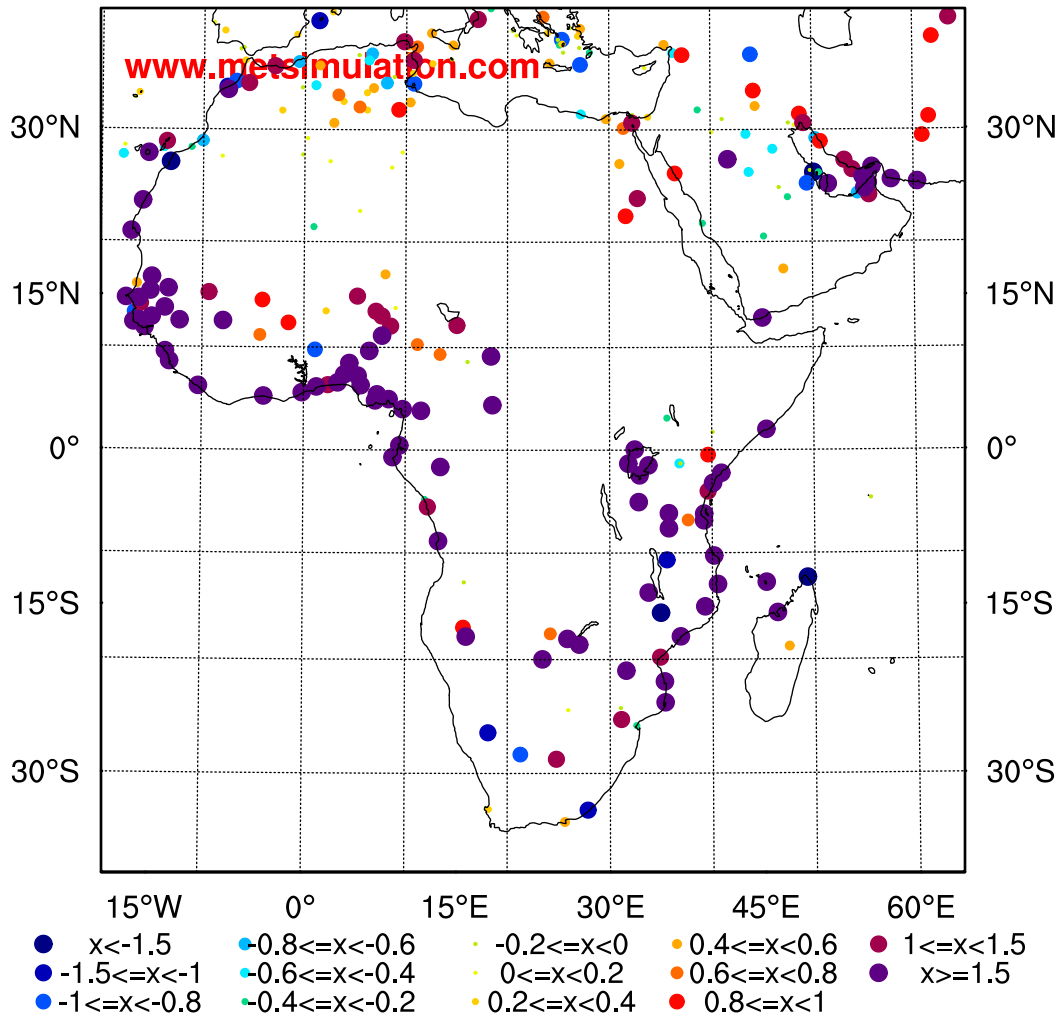 www.metsimulation.com
30°N 30°N
15°N 15°N
0° 0°
15°S 15°S
30°S 30°S
15°W 0° 15°E 30°E 45°E 60°E
x<-1.5 -0.8<=x<-0.6 -0.2<=x<0 0.4<=x<0.6 1<=x<1.5
-1.5<=x<-1 -0.6<=x<-0.4 0<=x<0.2 0.6<=x<0.8 x>=1.5
-1<=x<-0.8 -0.4<=x<-0.2 0.2<=x<0.4 0.8<=x<1